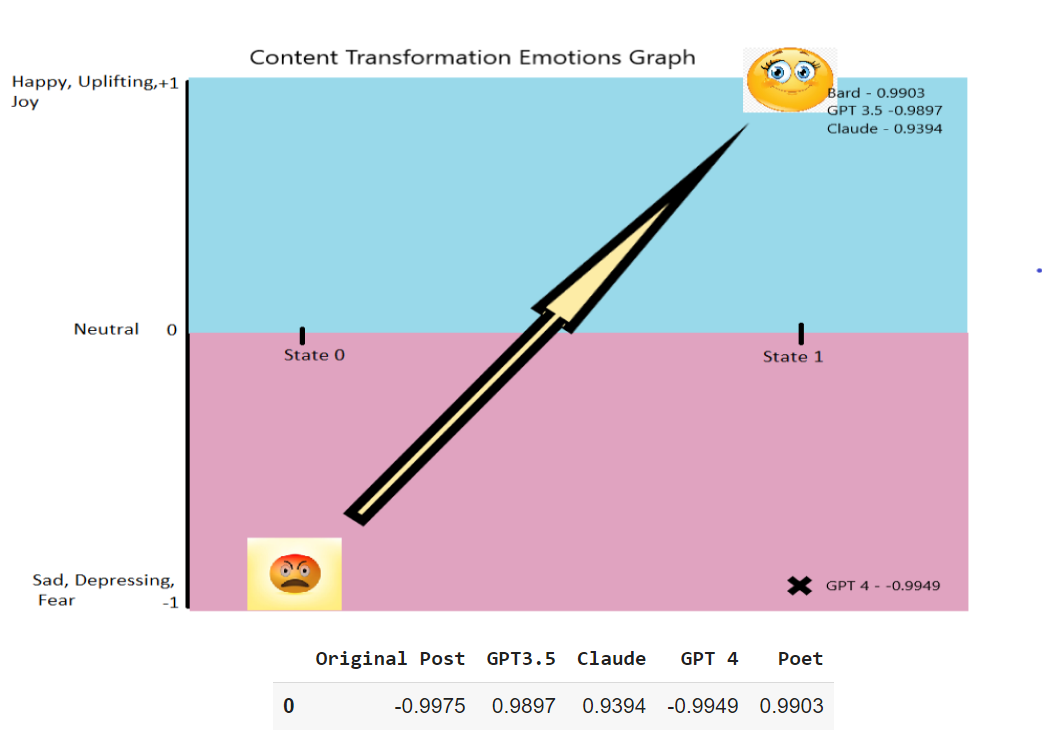 Content Transformation Emotions Graph
Happy, Uplifting,+1
Joy
Bard - 0.9903
GPT 3.5 -0.9897
Claude - 0.9394
Neutral 0
State 0
State 1
Sad, Depressing,
Fear
-1
GPT 4 - -0.9949
Original Post GPT3.5 Claude GPT 4 Poet
0 -0.9975 0.9897 0.9394 -0.9949 0.9903